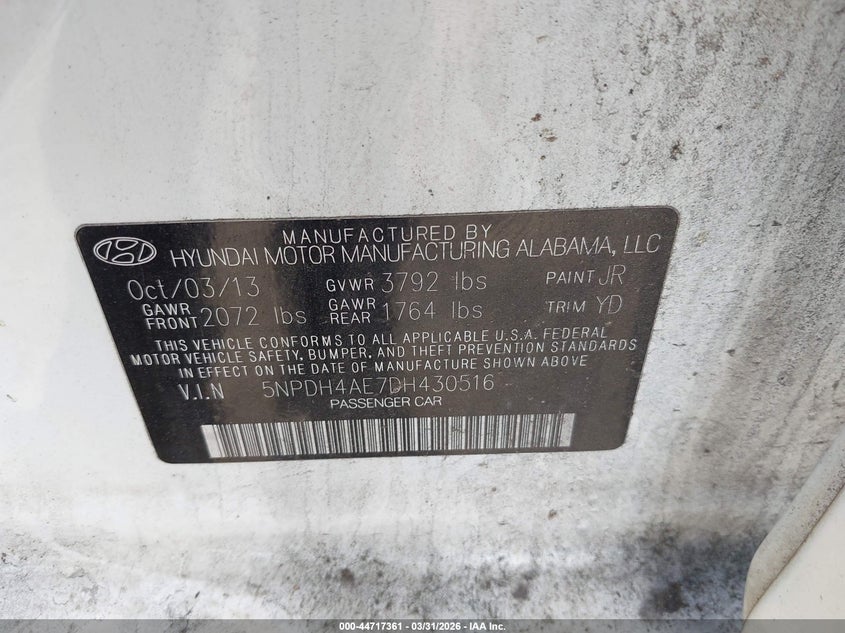 MANUFACTURED BY
HYUNDAI MOTOR MANUFACTURING ALABAMA, LLC
Oct/03/13 GVWR 3792 lbs PAINT JR
GAWR FRONT 2072 lbs GAWR REAR 1764 lbs TRIM YD
THIS VEHICLE CONFORMS TO ALL APPLICABLE U.S.A. FEDERAL
MOTOR VEHICLE SAFETY, BUMPER, AND THEFT PREVENTION STANDARDS
IN EFFECT ON THE DATE OF MANUFACTURE SHOWN ABOVE
V.I.N 5NPDH4AE7DH430516
PASSENGER CAR
000-44717361 - 03/31/2026 - IAA Inc.